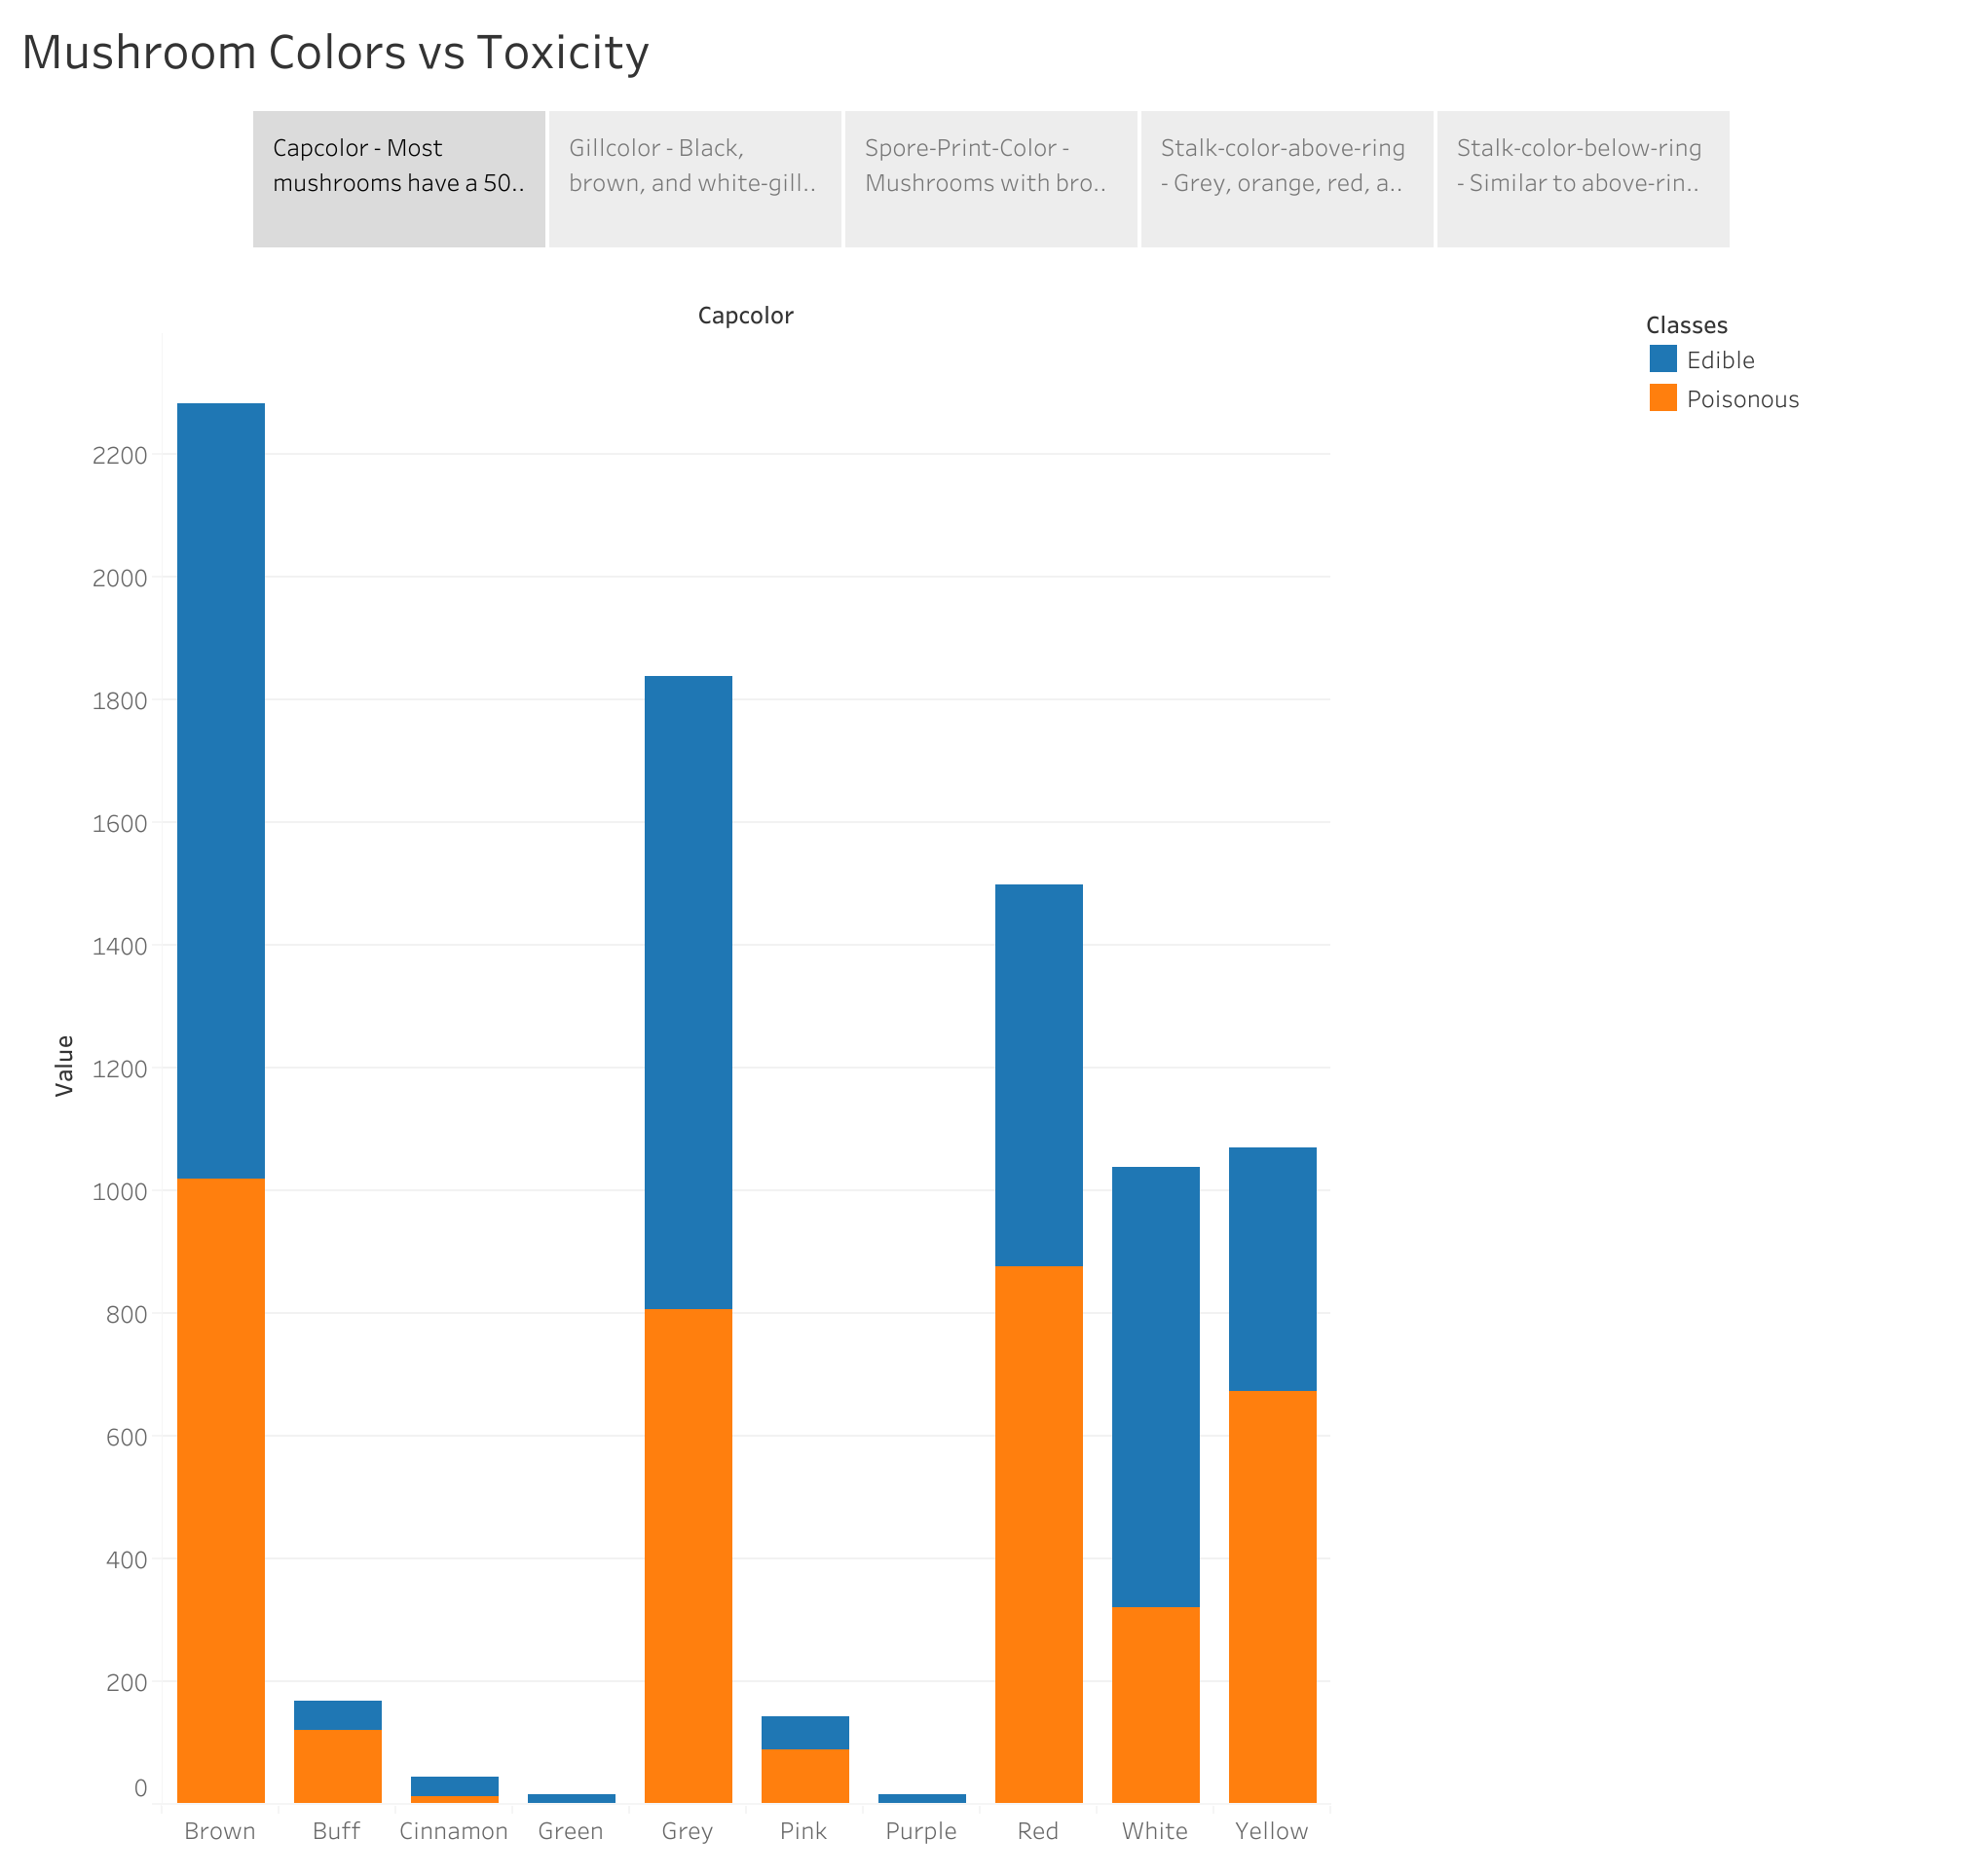 Mushroom Colors vs Toxicity
Capcolor - Most
mushrooms have a 50..
Gillcolor - Black,
brown, and white-gill..
Spore-Print-Color -
Mushrooms with bro..
Stalk-color-above-ring
- Grey, orange, red, a..
Stalk-color-below-ring
- Similar to above-rin..
Capcolor
Classes
Edible
Poisonous
Value
2200
2000
1800
1600
1400
1200
1000
800
600
400
200
0
Brown
Buff
Cinnamon
Green
Grey
Pink
Purple
Red
White
Yellow